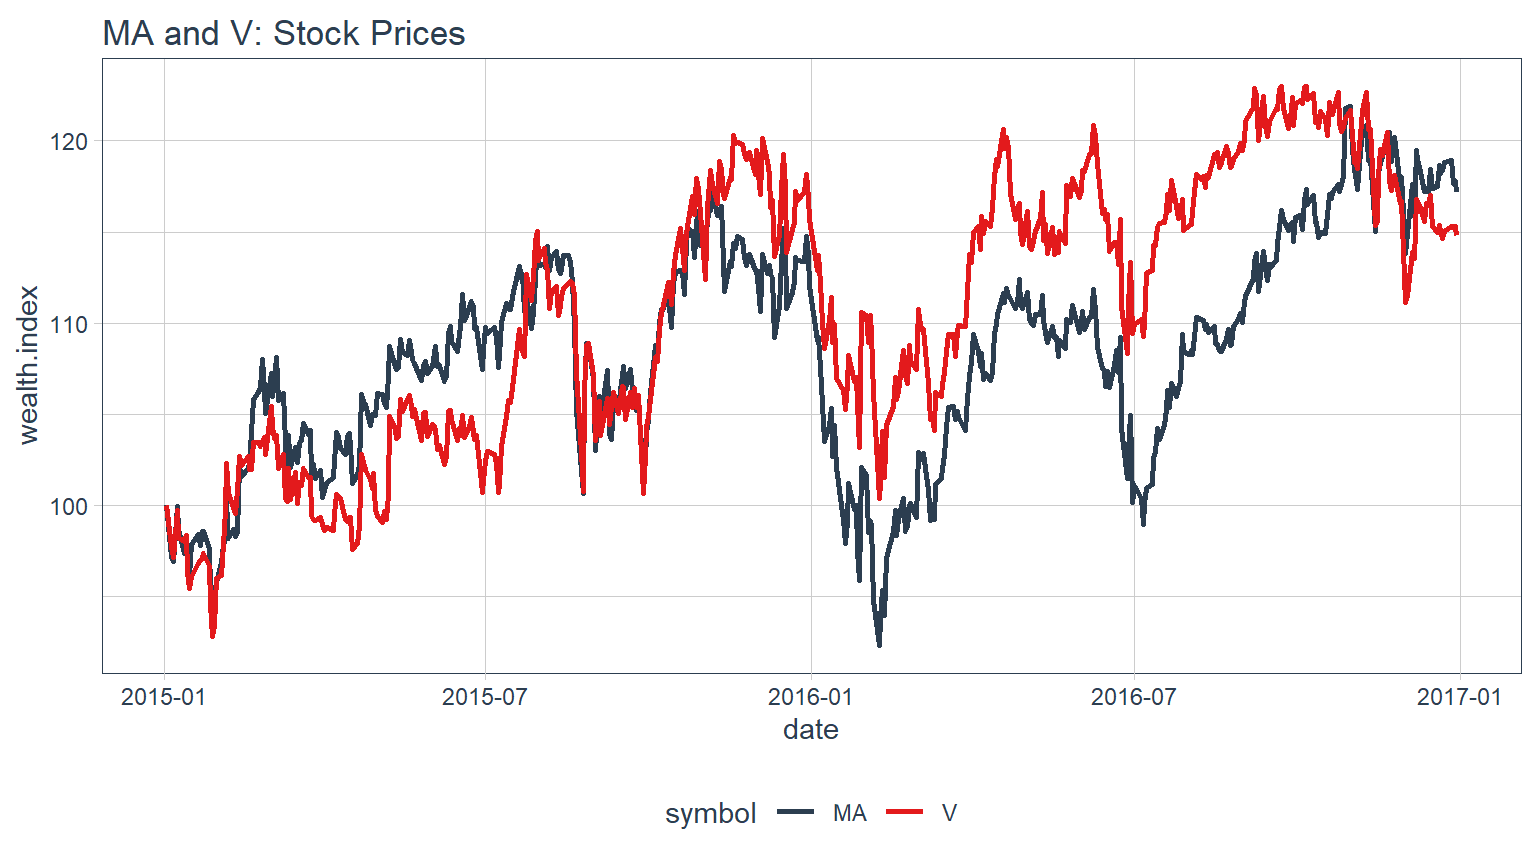 MA and V: Stock Prices
wealth.index
120
110
100
2015-01 2015-07 2016-01 2016-07 2017-01
date
symbol MA V